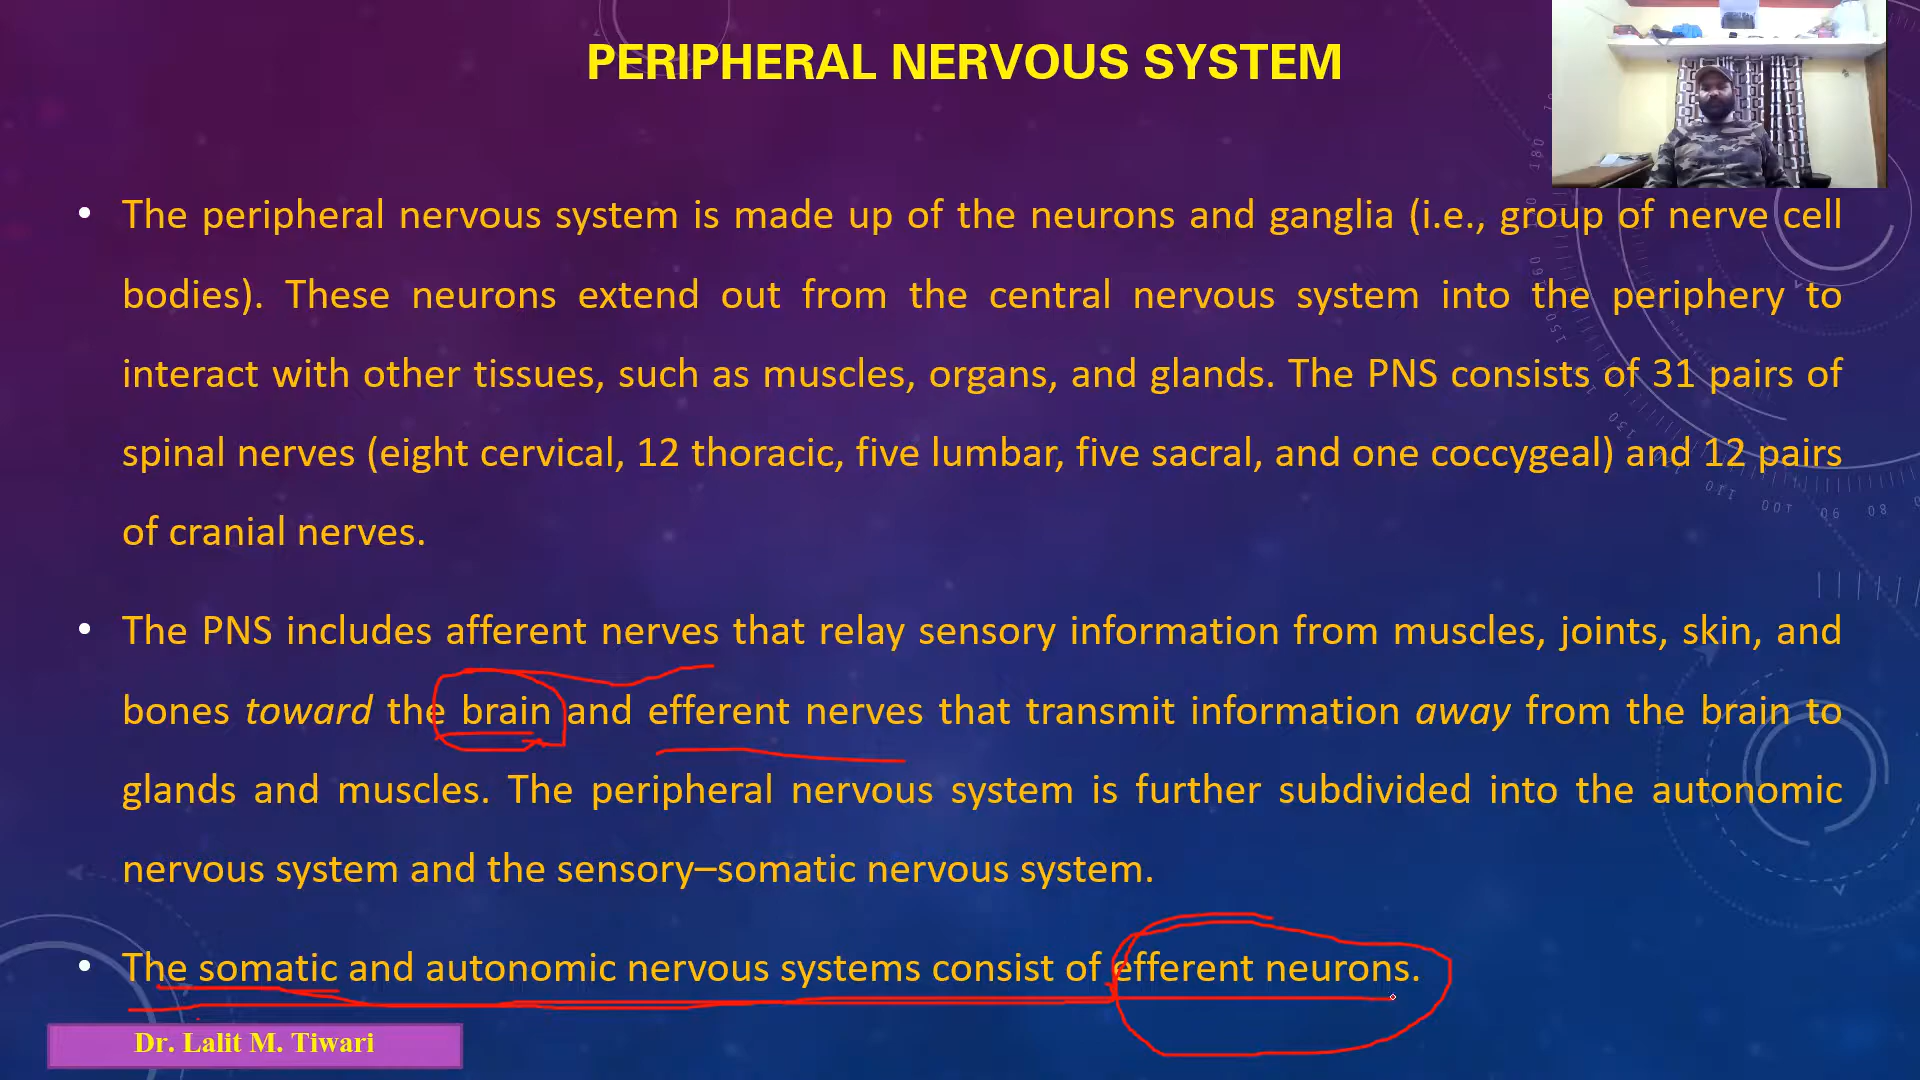 PERIPHERAL NERVOUS SYSTEM
• The peripheral nervous system is made up of the neurons and ganglia (i.e., group of nerve cell
bodies). These neurons extend out from the central nervous system into the periphery to
interact with other tissues, such as muscles, organs, and glands. The PNS consists of 31 pairs of
spinal nerves (eight cervical, 12 thoracic, five lumbar, five sacral, and one coccygeal) and 12 pairs
of cranial nerves.
• The PNS includes afferent nerves that relay sensory information from muscles, joints, skin, and
bones toward the brain and efferent nerves that transmit information away from the brain to
glands and muscles. The peripheral nervous system is further subdivided into the autonomic
nervous system and the sensory–somatic nervous system.
• The somatic and autonomic nervous systems consist of efferent neurons.
Dr. Lalit M. Tiwari